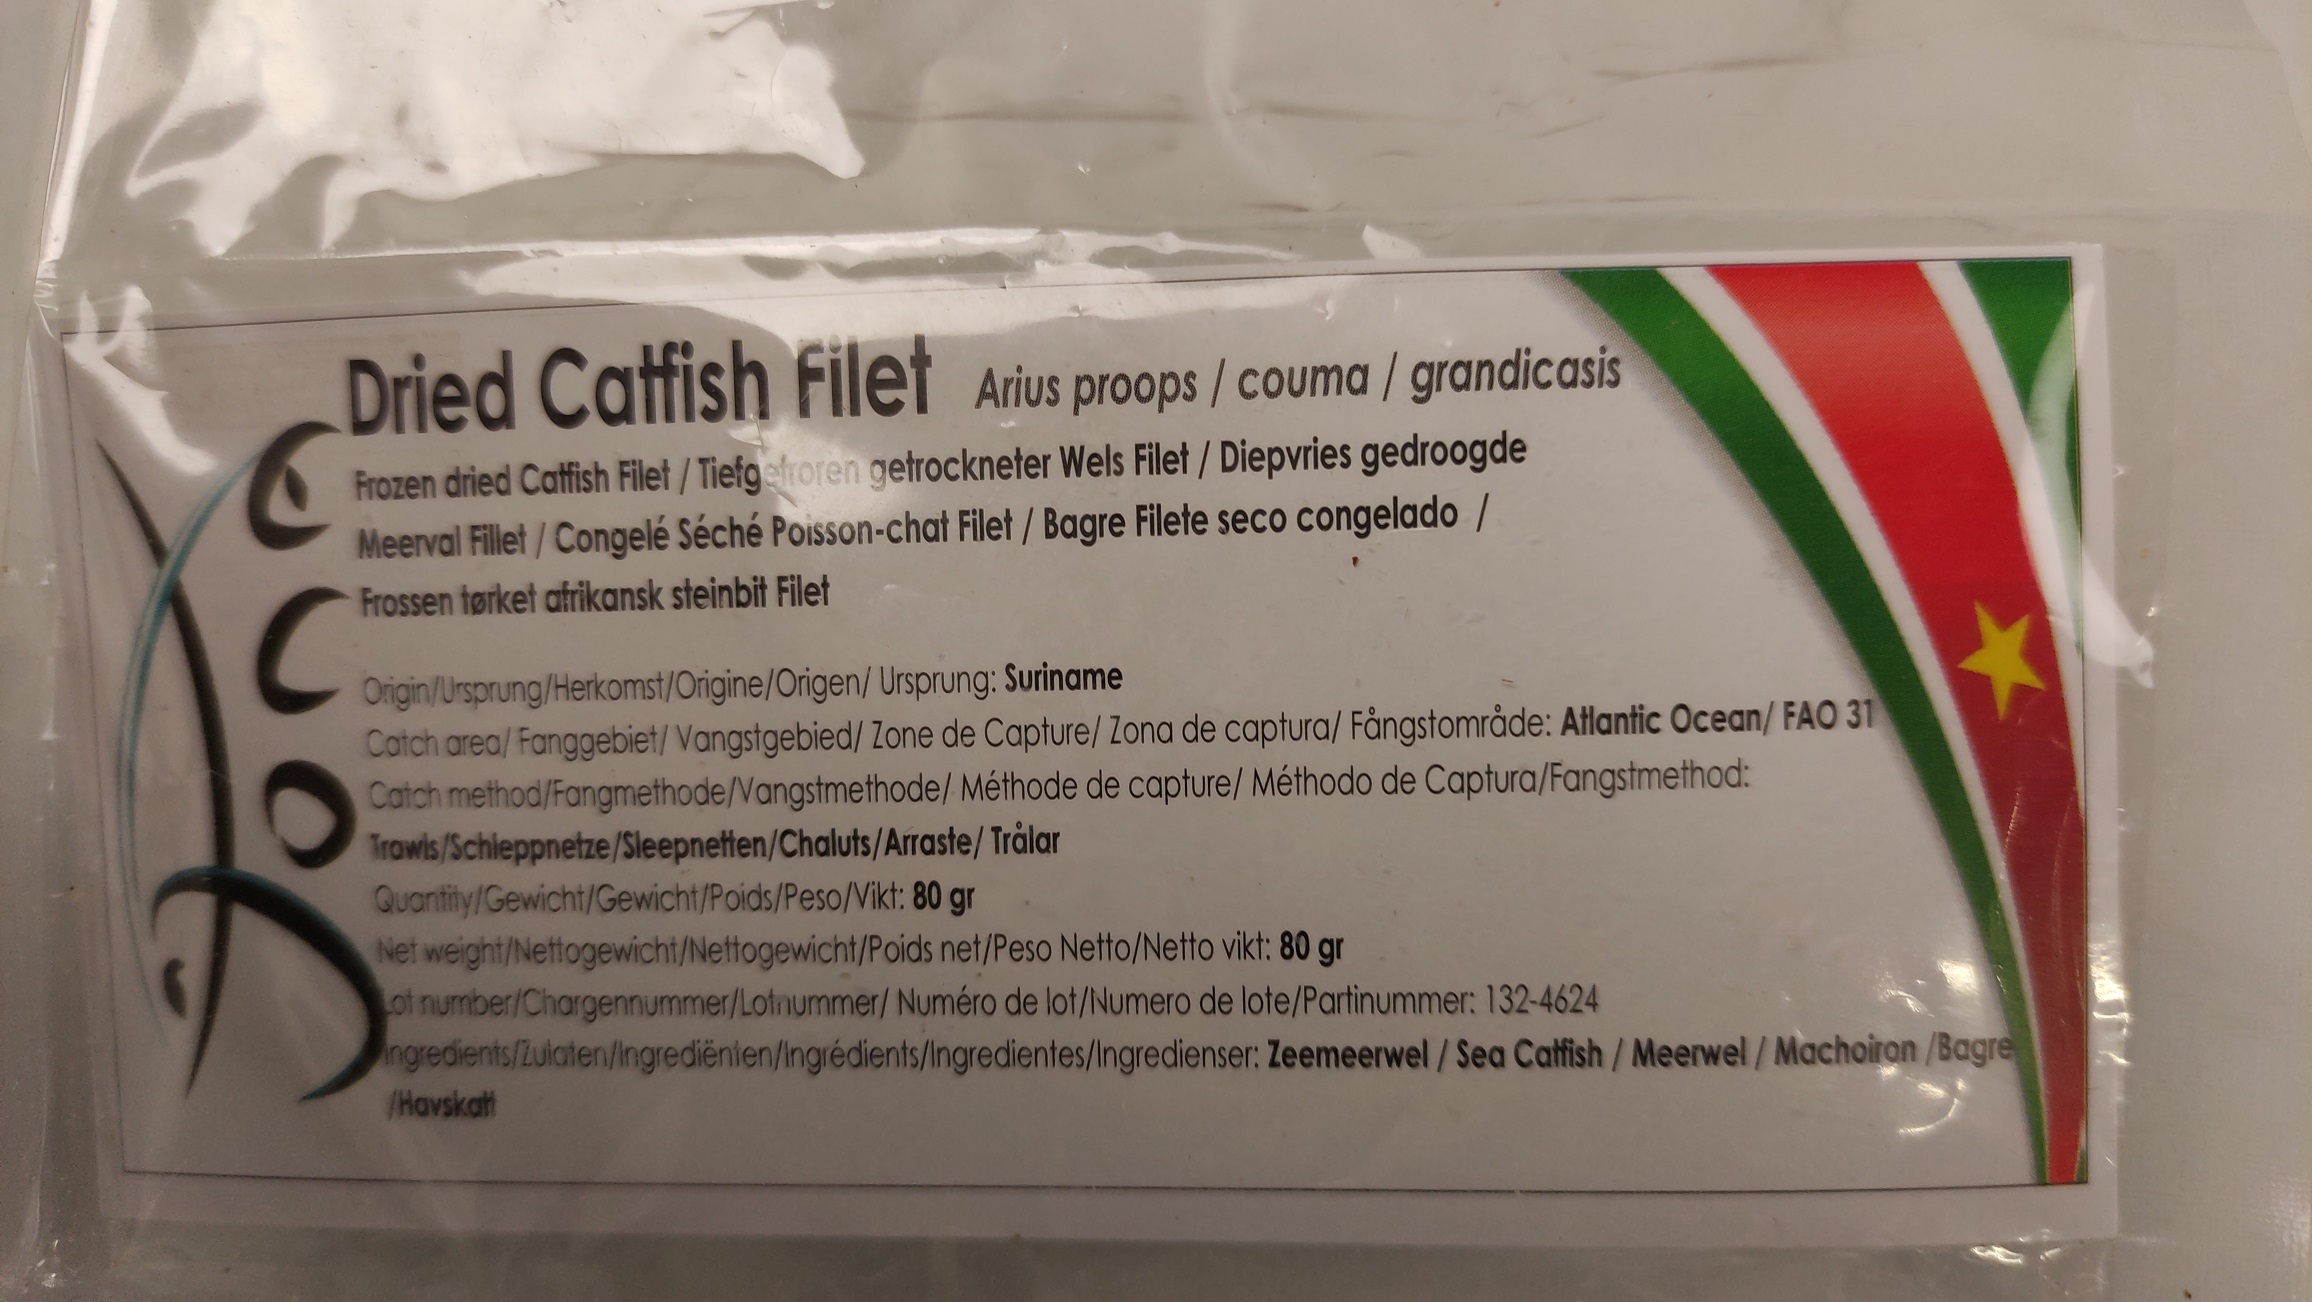 Dried Catfish Filet Arius proops / couma / grandicasis
Frozen dried Catfish Filet / Tiefgefroren getrockneter Wels Filet / Diepvries gedroogde
Meerval Fillet / Congelé Séché Poisson-chat Filet / Bagre Filete seco congelado /
Frossen tørket afrikansk steinbit Filet
Origin/Ursprung/Herkomst/Origine/Origen/ Ursprung: Suriname
Catch area/ Fanggebiet/ Vangstgebied/ Zone de Capture/ Zona de captura/ Fångstområde: Atlantic Ocean/ FAO 31
Catch method/Fangmethode/Vangstmethode/ Méthode de capture/ Méthodo de Captura/Fangstmethod:
Trawls/Schleppnetze/Sleepnetten/Chaluts/Arraste/ Trålar
Quantity/Gewicht/Gewicht/Poids/Peso/Vikt: 80 gr
Net weight/Nettogewicht/Nettogewicht/Poids net/Peso Netto/Netto vikt: 80 gr
Lot number/Chargennummer/Lotnummer/ Numéro de lot/Numero de lote/Partinummer: 132-4624
Ingredients/Zutaten/Ingrediënten/Ingrédients/Ingredientes/Ingredienser: Zeemeerwel / Sea Catfish / Meerwel / Machoiron /Bagre
/Havskatt